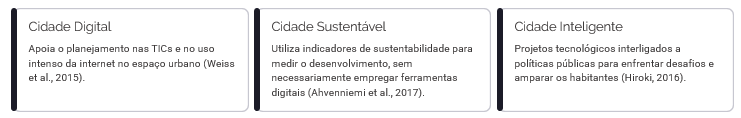 Cidade Digital
Apoia o planejamento nas TICs e no uso
intenso da internet no espaço urbano (Weiss
et al., 2015).
Cidade Sustentável
Utiliza indicadores de sustentabilidade para
medir o desenvolvimento, sem
necessariamente empregar ferramentas
digitais (Ahvenniemi et al., 2017).
Cidade Inteligente
Projetos tecnológicos interligados a
políticas públicas para enfrentar desafios e
amparar os habitantes (Hiroki, 2016).